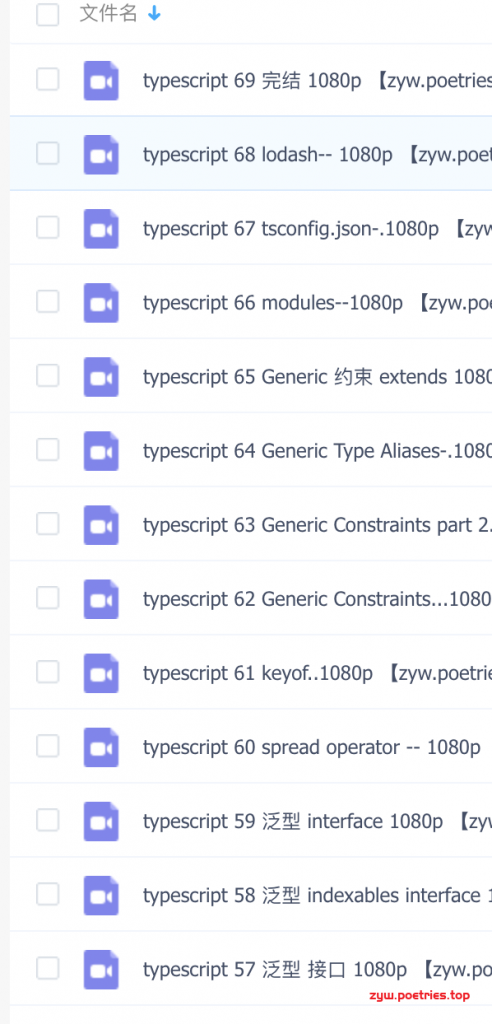 文件名
typescript 69 完结 1080p 【zyw.poetries
typescript 68 lodash-- 1080p 【zyw.poet
typescript 67 tsconfig.json-.1080p 【zyw
typescript 66 modules--1080p 【zyw.poe
typescript 65 Generic 约束 extends 1080
typescript 64 Generic Type Aliases-.1080
typescript 63 Generic Constraints part 2.
typescript 62 Generic Constraints...1080
typescript 61 keyof..1080p 【zyw.poetrie
typescript 60 spread operator -- 1080p
typescript 59 泛型 interface 1080p 【zyw
typescript 58 泛型 indexables interface 1
typescript 57 泛型 接口 1080p 【zyw.po
zyw.poetries.top